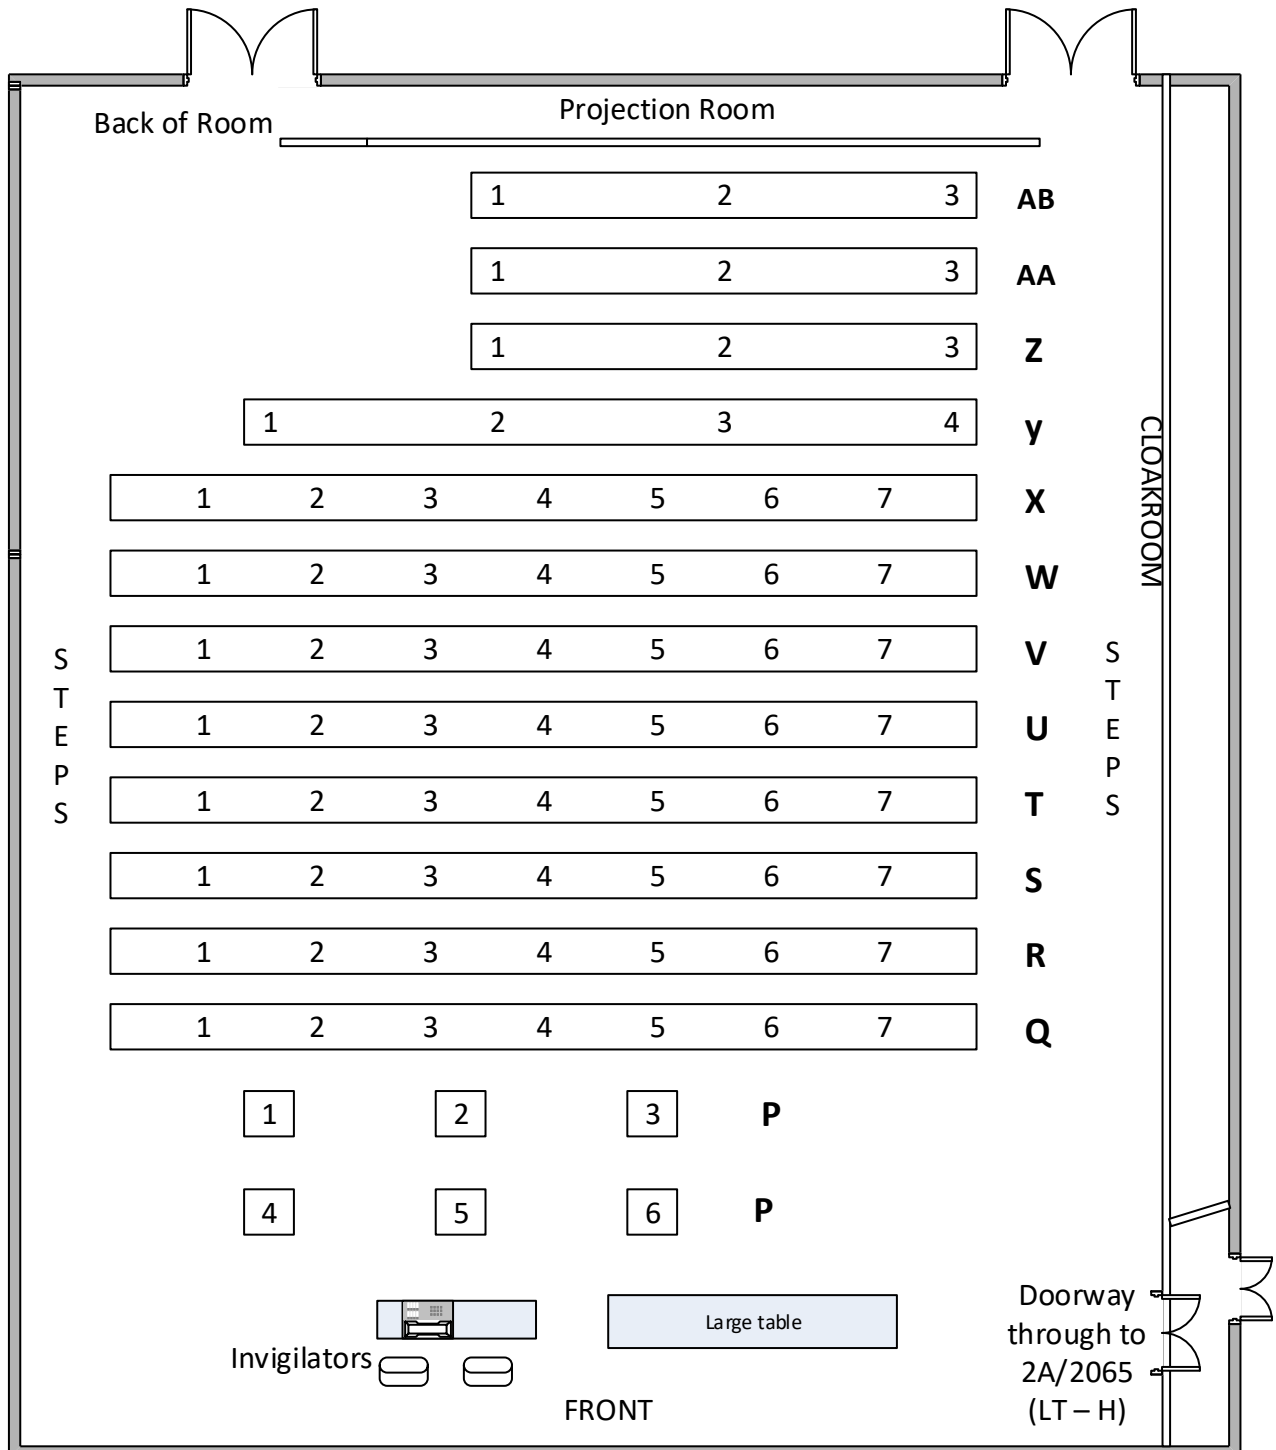 Projection Room
Back of Room
1 2 3 AB
1 2 3 AA
1 2 3 Z
1 2 3 4 y
1 2 3 4 5 6 7 X
1 2 3 4 5 6 7 W
1 2 3 4 5 6 7 V
1 2 3 4 5 6 7 U
1 2 3 4 5 6 7 T
1 2 3 4 5 6 7 S
1 2 3 4 5 6 7 R
1 2 3 4 5 6 7 Q
1 2 3 P
4 5 6 P
STEPS
STEPS
CLOAKROOM
Large table
Invigilators
FRONT
Doorway
through to
2A/2065
(LT – H)